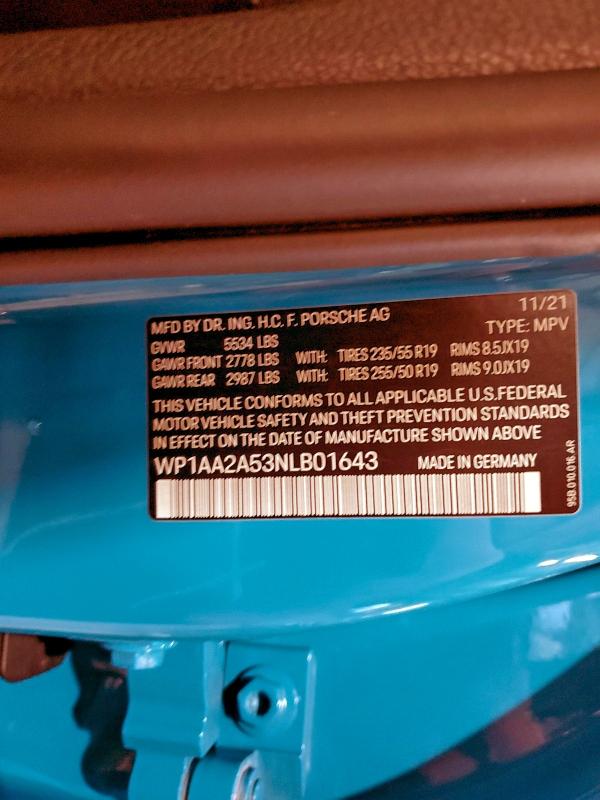 11/21
MFD BY DR. ING. H.C. F. PORSCHE AG
TYPE: MPV
GVWR 5534 LBS
GAWR FRONT 2778 LBS WITH: TIRES 235/55 R19 RIMS 8.5JX19
GAWR REAR 2987 LBS WITH: TIRES 255/50 R19 RIMS 9.0JX19
THIS VEHICLE CONFORMS TO ALL APPLICABLE U.S.FEDERAL
MOTOR VEHICLE SAFETY AND THEFT PREVENTION STANDARDS
IN EFFECT ON THE DATE OF MANUFACTURE SHOWN ABOVE
WP1AA2A53NLB01643 MADE IN GERMANY
95B.010.016.AR